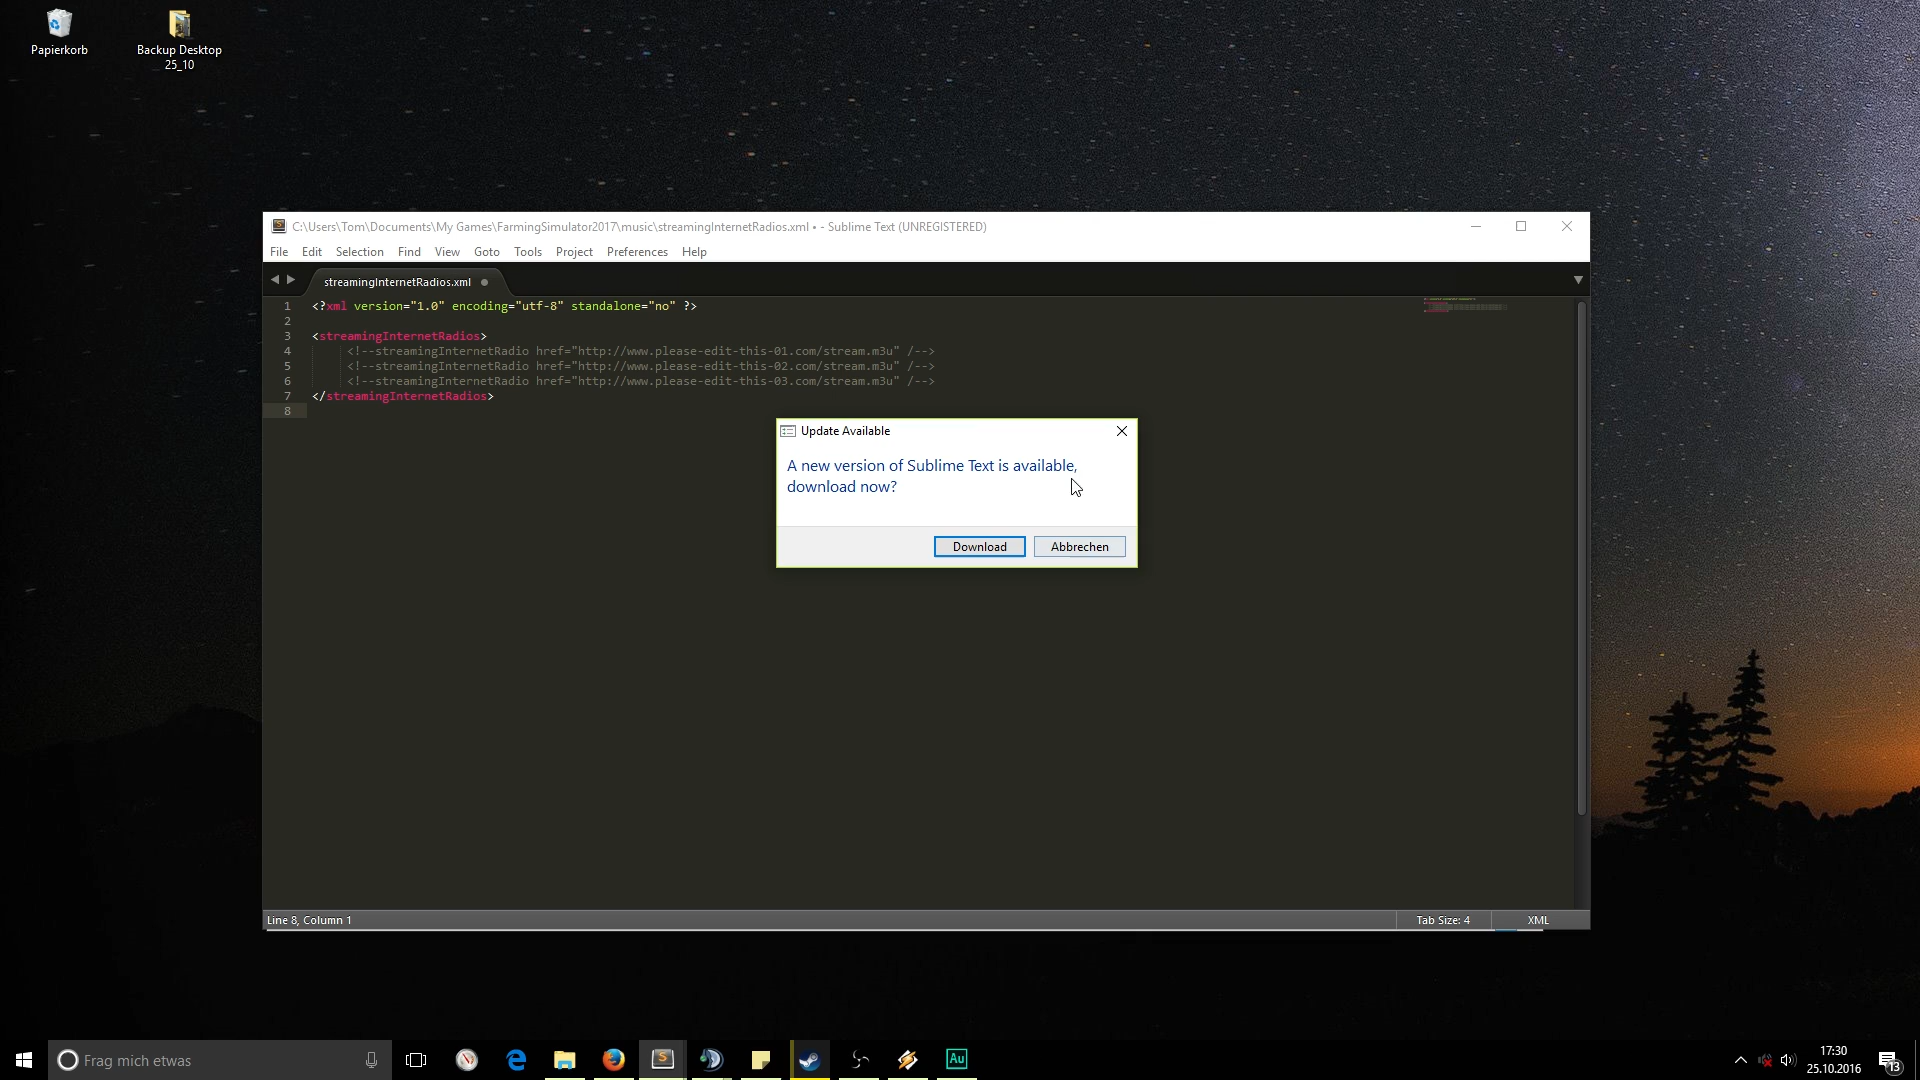 Papierkorb
Backup Desktop
25_10
C:\Users\Tom\Documents\My Games\FarmingSimulator2017\music\streamingInternetRadios.xml • - Sublime Text (UNREGISTERED)
File Edit Selection Find View Goto Tools Project Preferences Help
streamingInternetRadios.xml
1 <?xml version="1.0" encoding="utf-8" standalone="no" ?>
2
3 <streamingInternetRadios>
4 <!--streamingInternetRadio href="http://www.please-edit-this-01.com/stream.m3u" /-->
5 <!--streamingInternetRadio href="http://www.please-edit-this-02.com/stream.m3u" /-->
6 <!--streamingInternetRadio href="http://www.please-edit-this-03.com/stream.m3u" /-->
7 </streamingInternetRadios>
8
Update Available
A new version of Sublime Text is available,
download now?
Download Abbrechen
Line 8, Column 1 Tab Size: 4 XML
Frag mich etwas
Au
17:30
25.10.2016
13